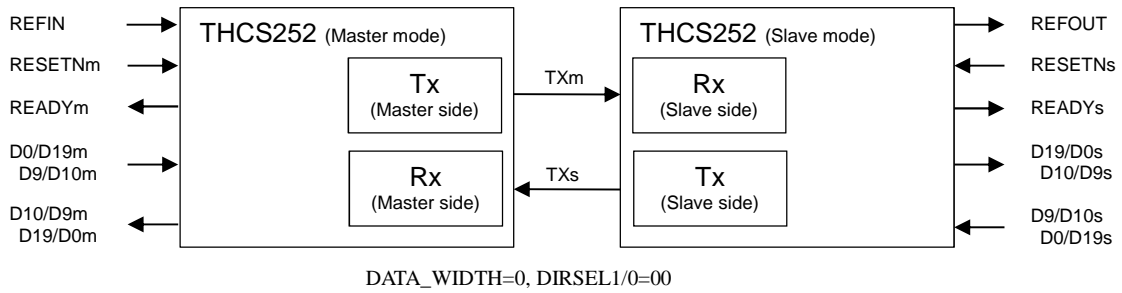 REFIN
RESETNm
READYm
D0/D19m
D9/D10m
D10/D9m
D19/D0m
THCS252 (Master mode)
Tx
(Master side)
Rx
(Master side)
TXm
TXs
THCS252 (Slave mode)
Rx
(Slave side)
Tx
(Slave side)
REFOUT
RESETNs
READYs
D19/D0s
D10/D9s
D9/D10s
D0/D19s
DATA_WIDTH=0, DIRSEL1/0=00